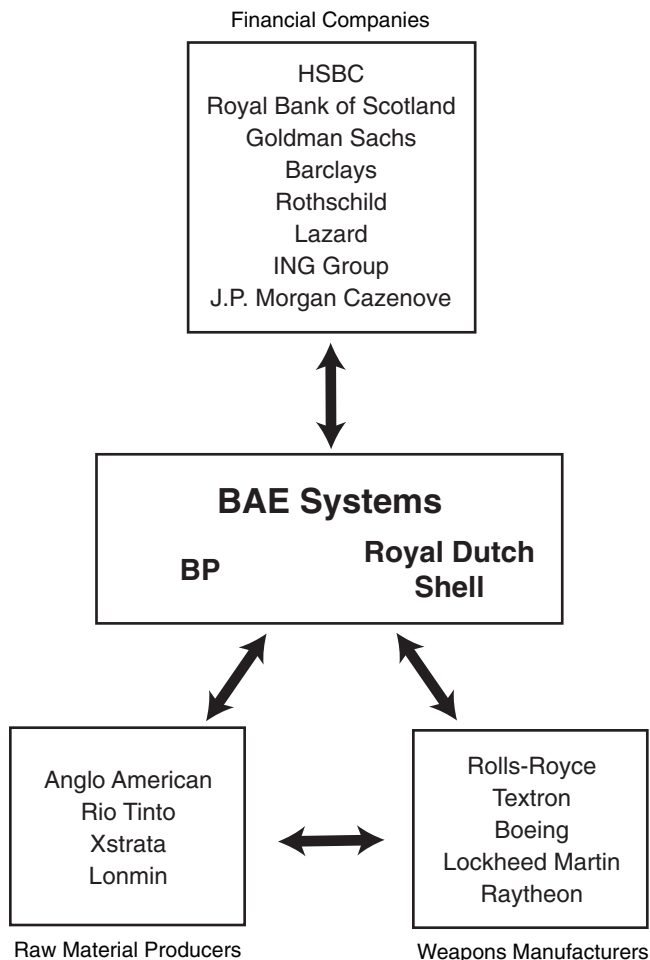 Financial Companies
HSBC
Royal Bank of Scotland
Goldman Sachs
Barclays
Rothschild
Lazard
ING Group
J.P. Morgan Cazenove
BAE Systems
BP
Royal Dutch
Shell
Anglo American
Rio Tinto
Xstrata
Lonmin
Raw Material Producers
Rolls-Royce
Textron
Boeing
Lockheed Martin
Raytheon
Weapons Manufacturers